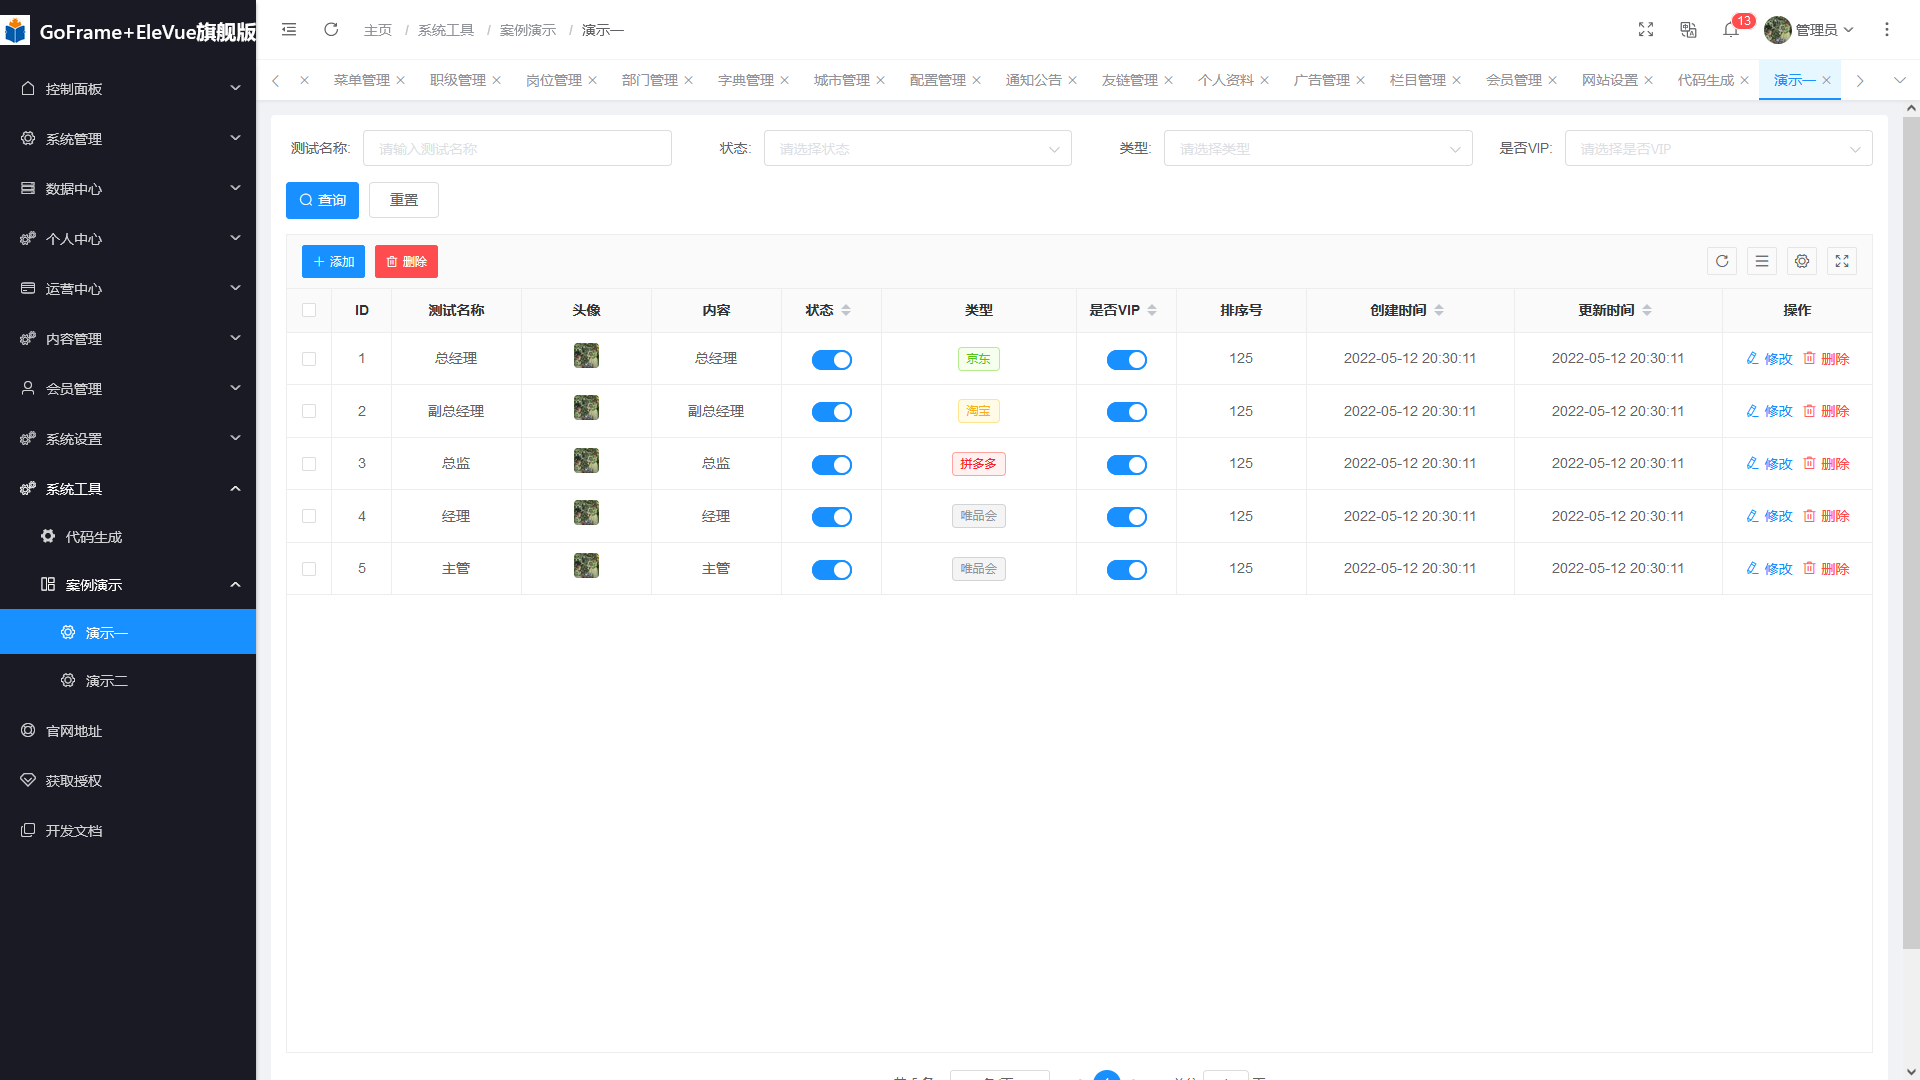 GoFrame+EleVue旗舰版
主页 / 系统工具 / 案例演示 / 演示一
13
管理员
菜单管理 职级管理 岗位管理 部门管理 字典管理 城市管理 配置管理 通知公告 友链管理 个人资料 广告管理 栏目管理 会员管理 网站设置 代码生成 演示一
控制面板
系统管理
数据中心
个人中心
运营中心
内容管理
会员管理
系统设置
系统工具
代码生成
案例演示
演示一
演示二
官网地址
获取授权
开发文档
测试名称: 请输入测试名称 状态: 请选择状态 类型: 请选择类型 是否VIP: 请选择是否VIP
查询 重置
添加 删除
ID 测试名称 头像 内容 状态 类型 是否VIP 排序号 创建时间 更新时间 操作
1 总经理 总经理 京东 125 2022-05-12 20:30:11 2022-05-12 20:30:11 修改 删除
2 副总经理 副总经理 淘宝 125 2022-05-12 20:30:11 2022-05-12 20:30:11 修改 删除
3 总监 总监 拼多多 125 2022-05-12 20:30:11 2022-05-12 20:30:11 修改 删除
4 经理 经理 唯品会 125 2022-05-12 20:30:11 2022-05-12 20:30:11 修改 删除
5 主管 主管 唯品会 125 2022-05-12 20:30:11 2022-05-12 20:30:11 修改 删除